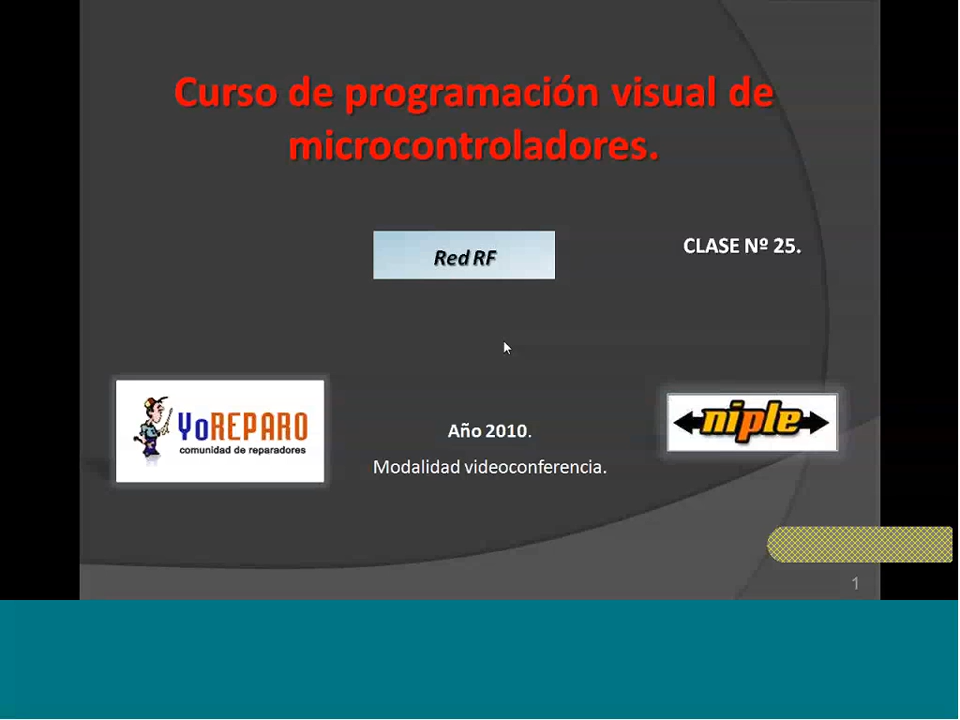 Curso de programación visual de
microcontroladores.
Red RF
CLASE Nº 25.
YoREPARO
comunidad de reparadores
niple
Año 2010.
Modalidad videoconferencia.
1